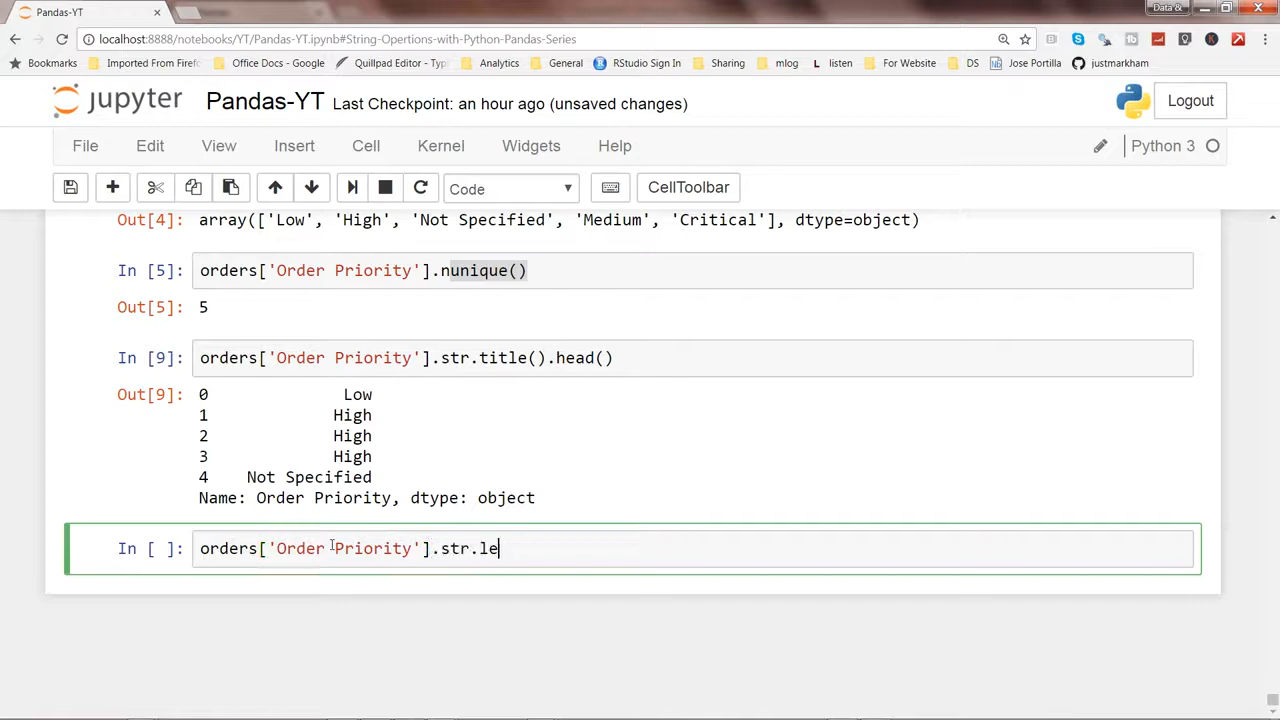 Pandas-YT
Data &
localhost:8888/notebooks/YT/Pandas-YT.ipynb#String-Opertions-with-Python-Pandas-Series
Bookmarks Imported From Firef Office Docs - Google Quillpad Editor - Typ Analytics General RStudio Sign In Sharing mlog listen For Website DS Jose Portilla justmarkham
jupyter Pandas-YT Last Checkpoint: an hour ago (unsaved changes) Logout
File Edit View Insert Cell Kernel Widgets Help Python 3
Code CellToolbar
Out[4]: array(['Low', 'High', 'Not Specified', 'Medium', 'Critical'], dtype=object)
In [5]: orders['Order Priority'].nunique()
Out[5]: 5
In [9]: orders['Order Priority'].str.title().head()
Out[9]: 0 Low
1 High
2 High
3 High
4 Not Specified
Name: Order Priority, dtype: object
In [ ]: orders['Order Priority'].str.le